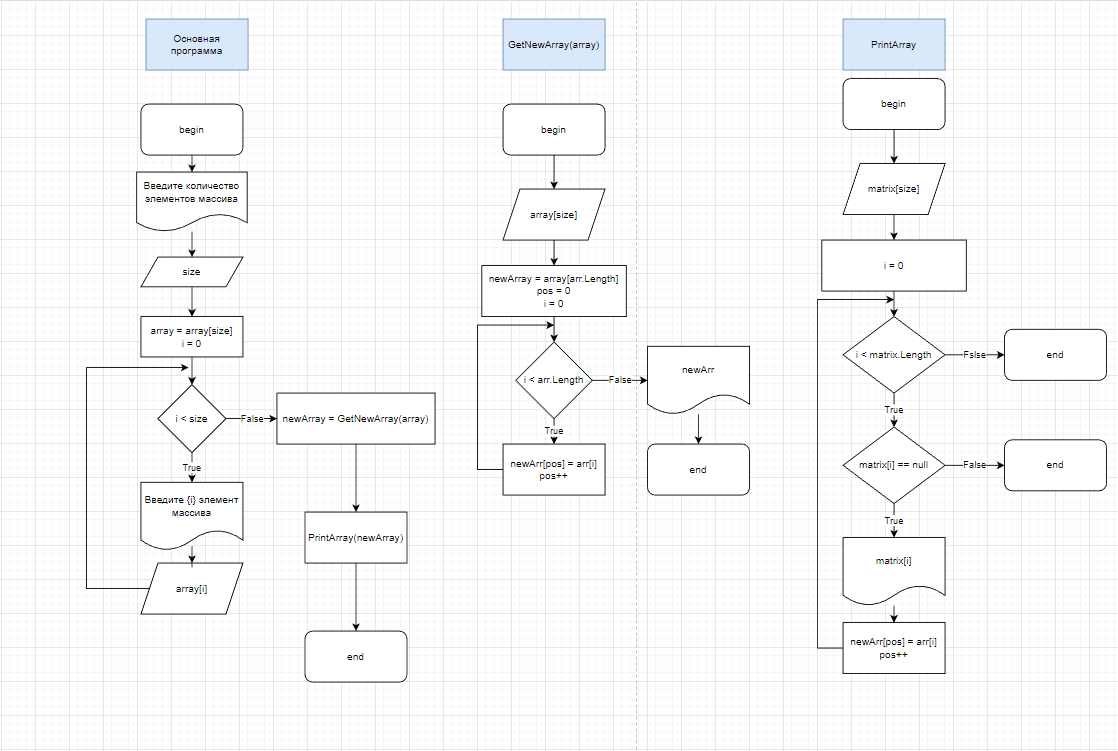 Основная
программа
begin
Введите количество
элементов массива
size
array = array[size]
i = 0
i < size
False
newArray = GetNewArray(array)
True
Введите {i} элемент
массива
array[i]
PrintArray(newArray)
end
GetNewArray(array)
begin
array[size]
newArray = array[arr.Length]
pos = 0
i = 0
i < arr.Length
False
newArr
True
newArr[pos] = arr[i]
pos++
end
PrintArray
begin
matrix[size]
i = 0
i < matrix.Length
Fslse
end
True
matrix[i] == null
False
end
True
matrix[i]
newArr[pos] = arr[i]
pos++